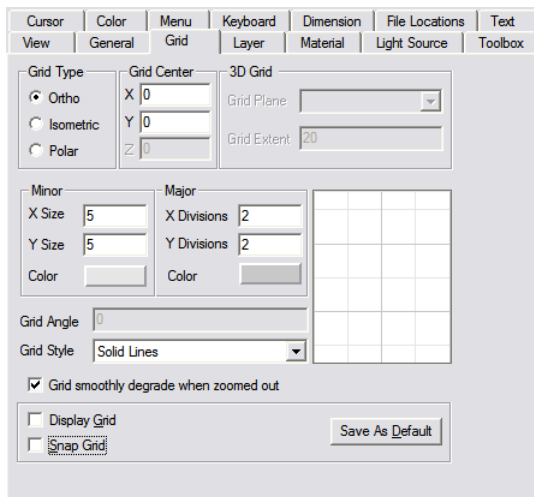 Cursor Color Menu Keyboard Dimension File Locations Text
View General Grid Layer Material Light Source Toolbox
Grid Type Grid Center 3D Grid
Ortho X 0 Grid Plane
Isometric Y 0 Grid Extent 20
Polar Z 0
Minor Major
X Size 5 X Divisions 2
Y Size 5 Y Divisions 2
Color Color
Grid Angle 0
Grid Style Solid Lines
Grid smoothly degrade when zoomed out
Display Grid
Snap Grid
Save As Default